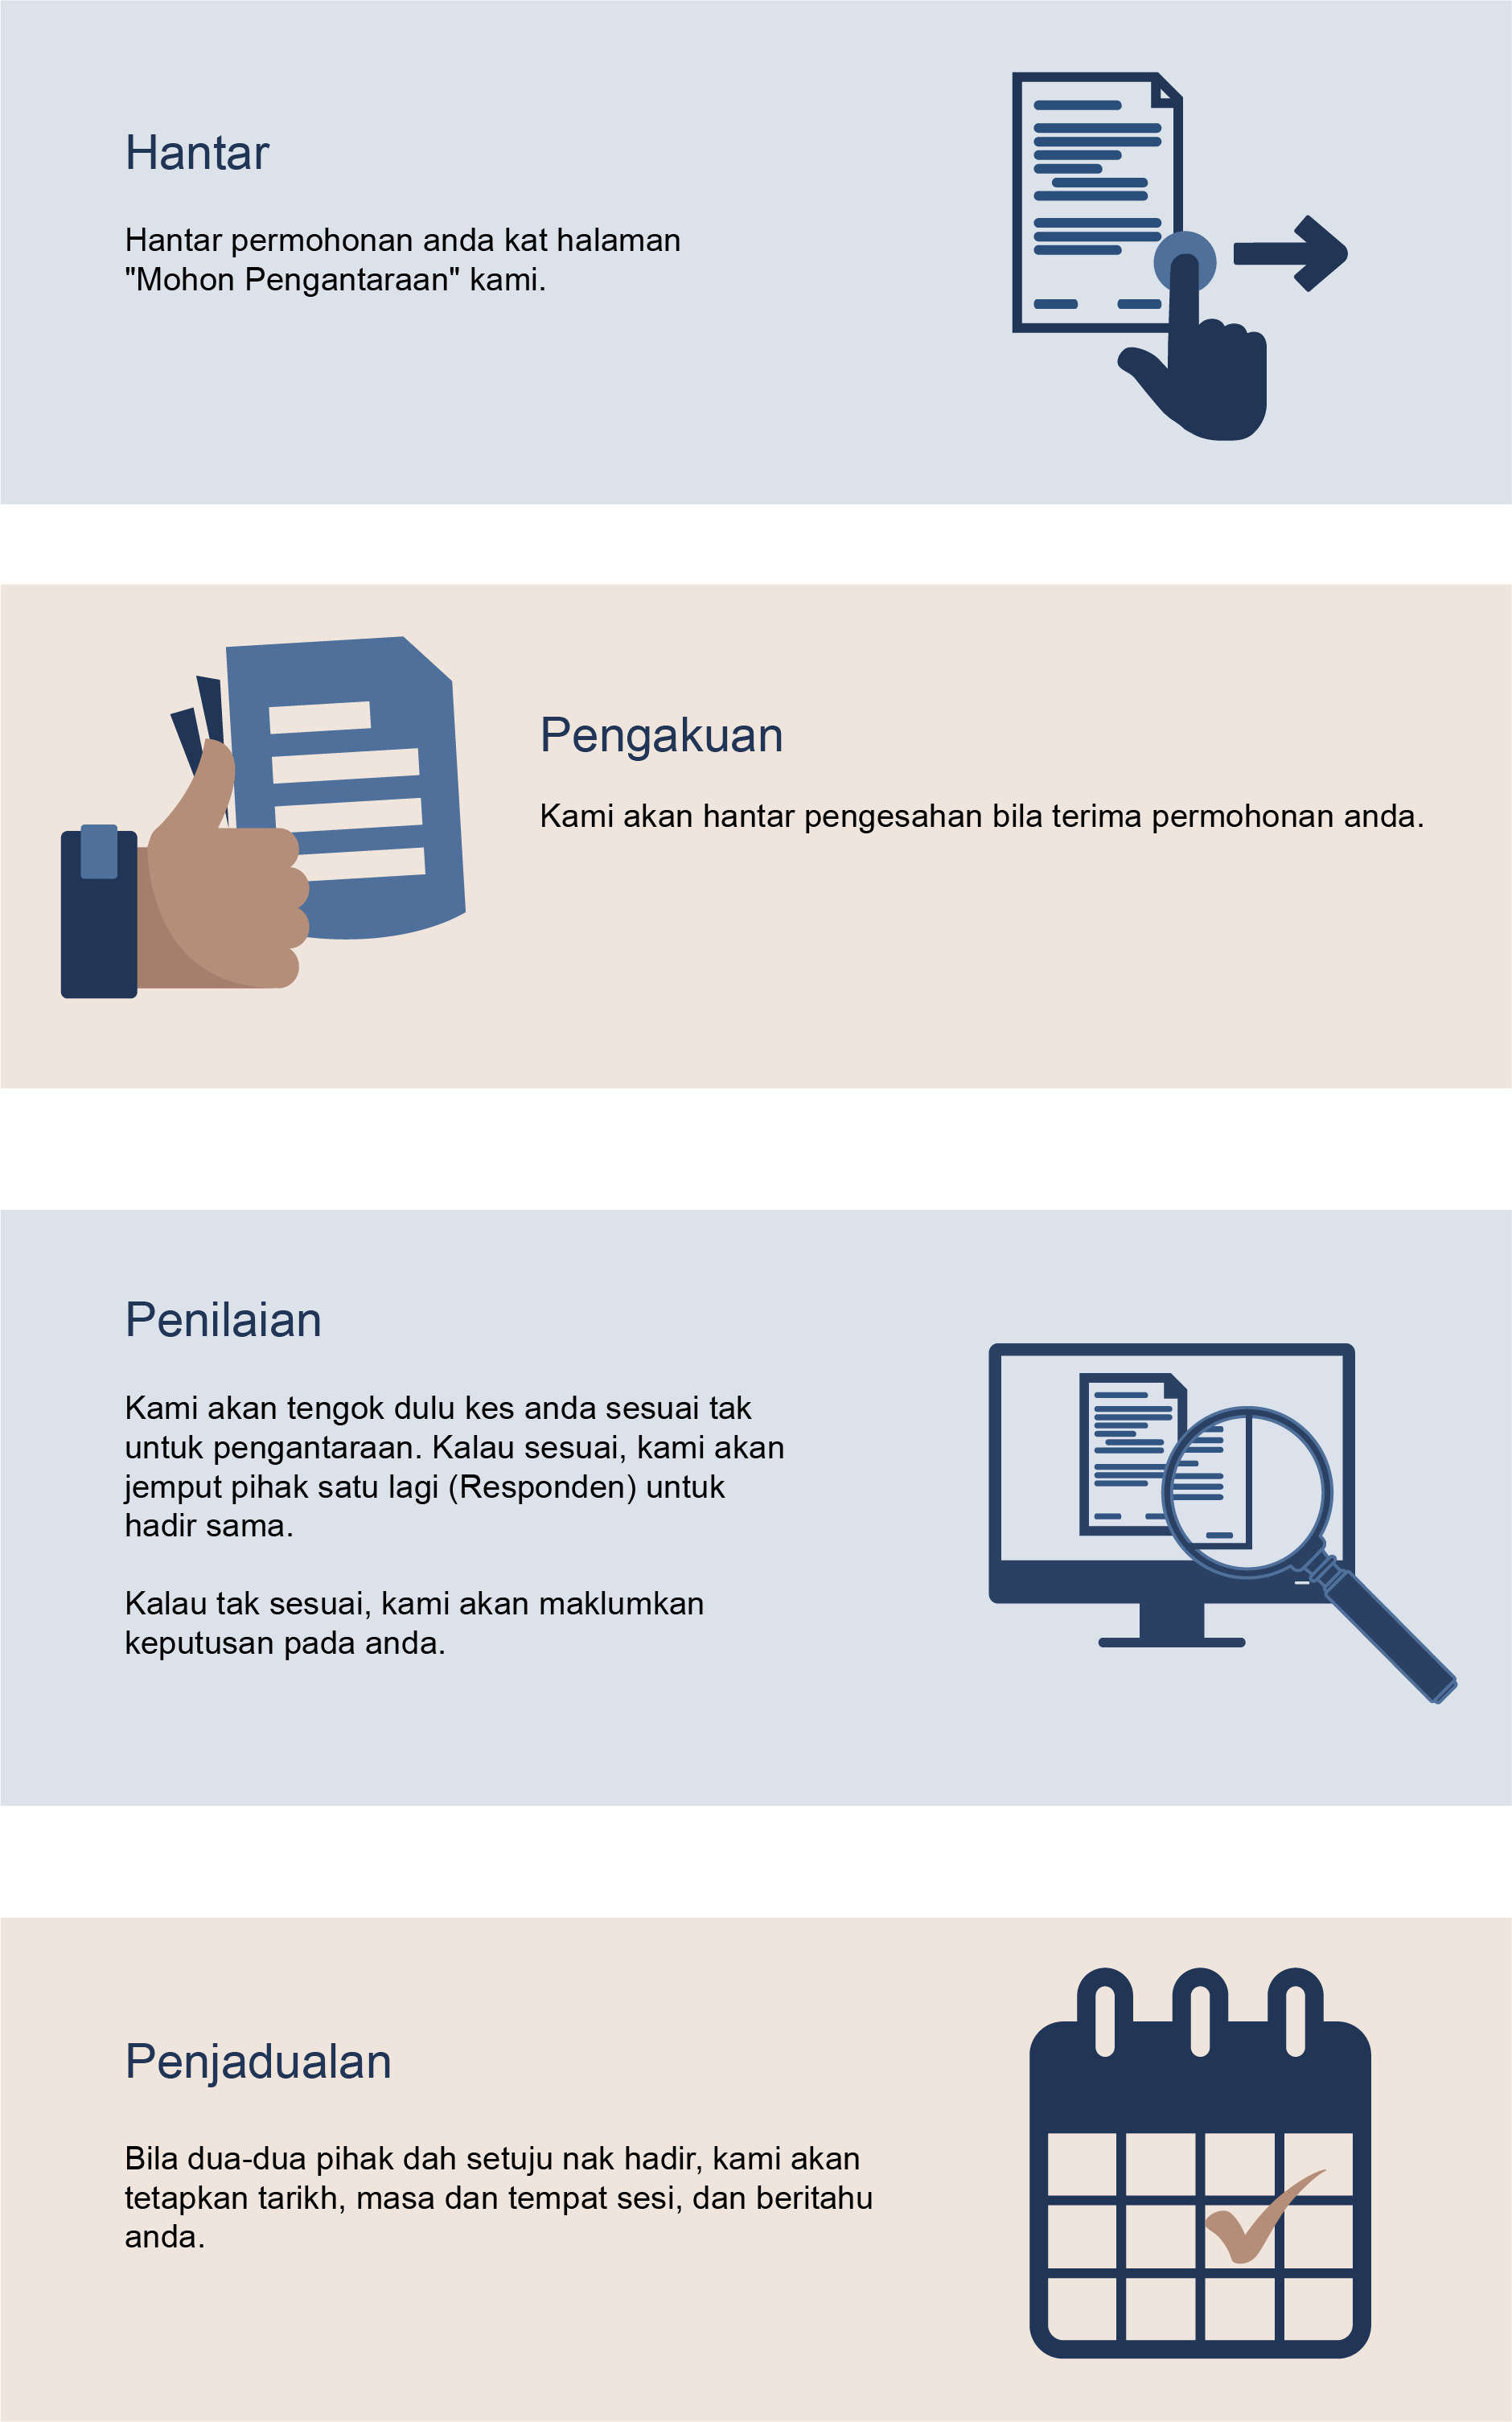 Hantar
Hantar permohonan anda kat halaman
"Mohon Pengantaraan" kami.
Pengakuan
Kami akan hantar pengesahan bila terima permohonan anda.
Penilaian
Kami akan tengok dulu kes anda sesuai tak
untuk pengantaraan. Kalau sesuai, kami akan
jemput pihak satu lagi (Responden) untuk
hadir sama.
Kalau tak sesuai, kami akan maklumkan
keputusan pada anda.
Penjadualan
Bila dua-dua pihak dah setuju nak hadir, kami akan
tetapkan tarikh, masa dan tempat sesi, dan beritahu
anda.